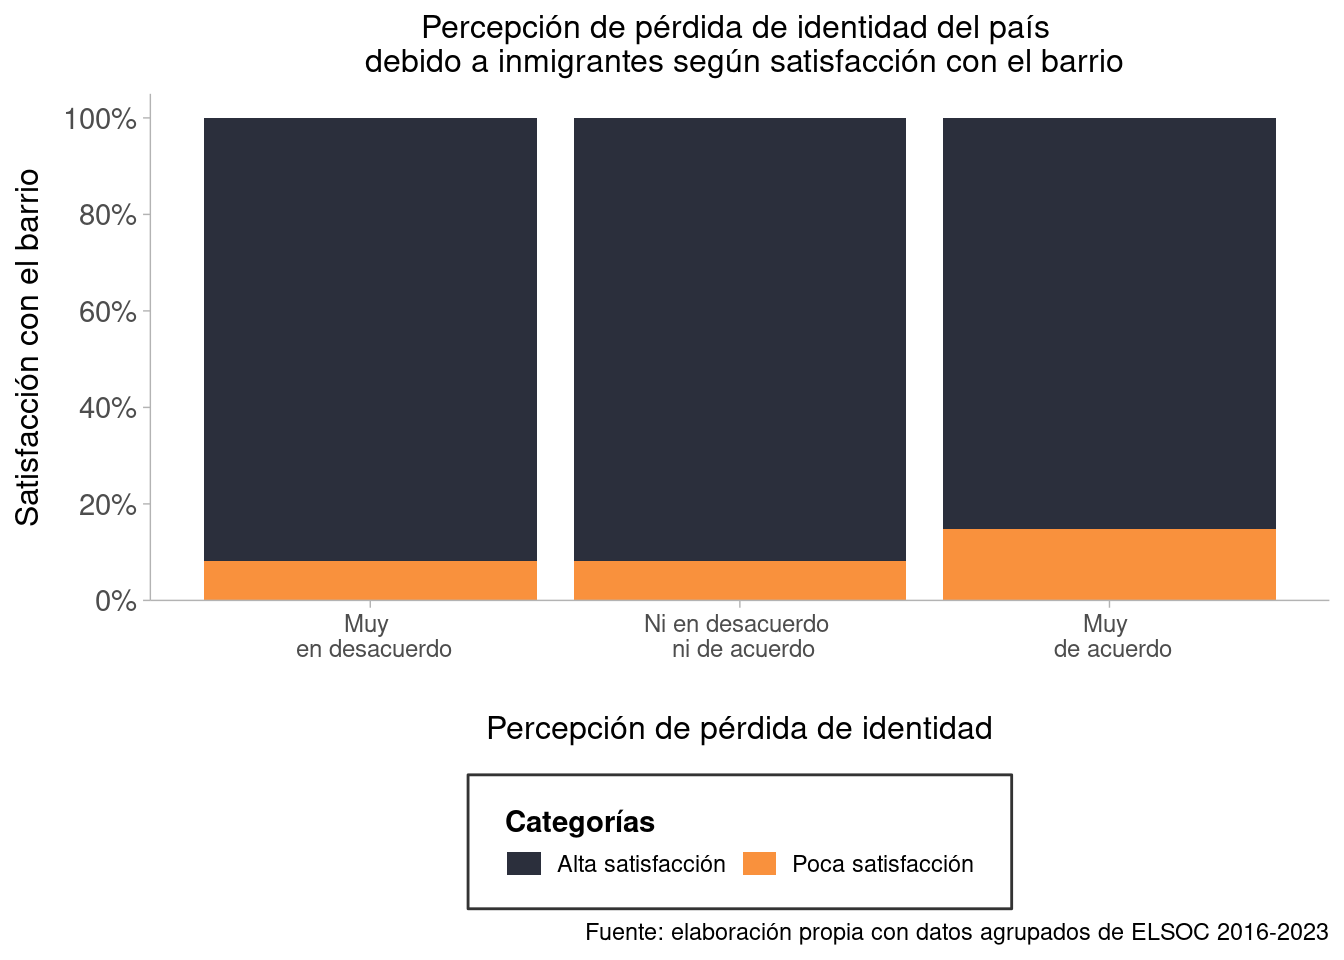 Percepción de pérdida de identidad del país
debido a inmigrantes según satisfacción con el barrio
Satisfacción con el barrio
100%
80%
60%
40%
20%
0%
Muy
en desacuerdo
Ni en desacuerdo
ni de acuerdo
Muy
de acuerdo
Percepción de pérdida de identidad
Categorías
Alta satisfacción
Poca satisfacción
Fuente: elaboración propia con datos agrupados de ELSOC 2016-2023